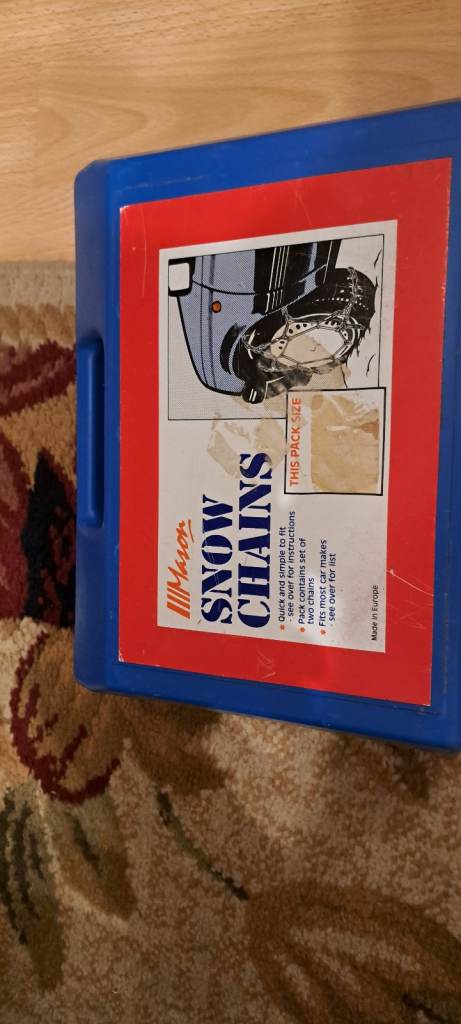 Mason
SNOW
CHAINS
* Quick and simple to fit
- see over for instructions
* Pack contains set of
two chains
* Fits most car makes
- see over for list
THIS PACK SIZE
Made in Europe